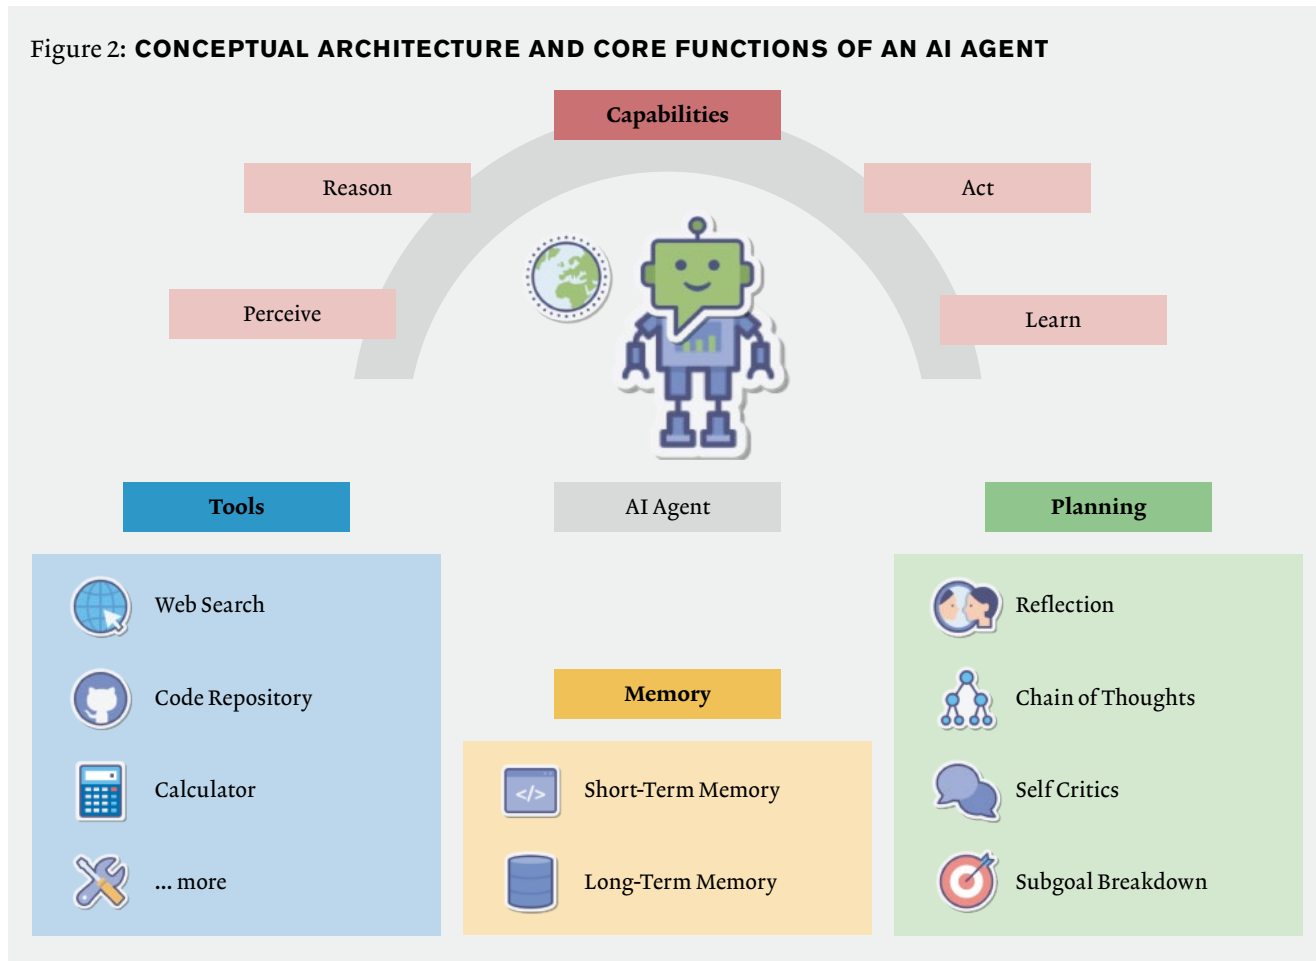 Figure 2: CONCEPTUAL ARCHITECTURE AND CORE FUNCTIONS OF AN AI AGENT
Capabilities
Reason
Act
Perceive
Learn
Tools
AI Agent
Planning
Web Search
Code Repository
Calculator
... more
Memory
</>
Short-Term Memory
Long-Term Memory
Reflection
Chain of Thoughts
Self Critics
Subgoal Breakdown